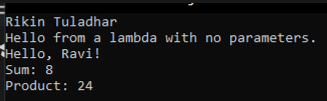 Rikin Tuladhar
Hello from a lambda with no parameters.
Hello, Ravi!
Sum: 8
Product: 24